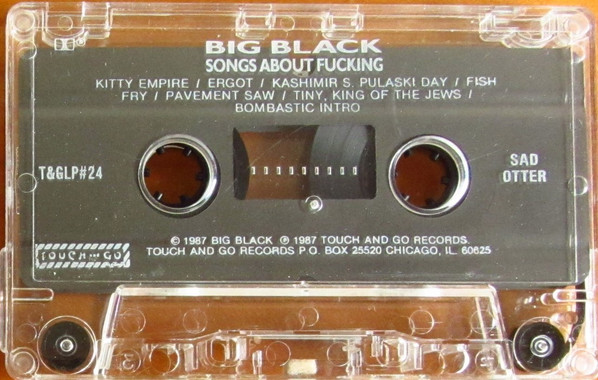 BIG BLACK
SONGS ABOUT FUCKING
KITTY EMPIRE / ERGOT / KASHIMIR S. PULASKI DAY / FISH
FRY / PAVEMENT SAW / TINY, KING OF THE JEWS /
BOMBASTIC INTRO
T&GLP#24
SAD
OTTER
© 1987 BIG BLACK ℗ 1987 TOUCH AND GO RECORDS.
TOUCH AND GO RECORDS P.O. BOX 25520 CHICAGO, IL. 60625
TOUCH AND GO